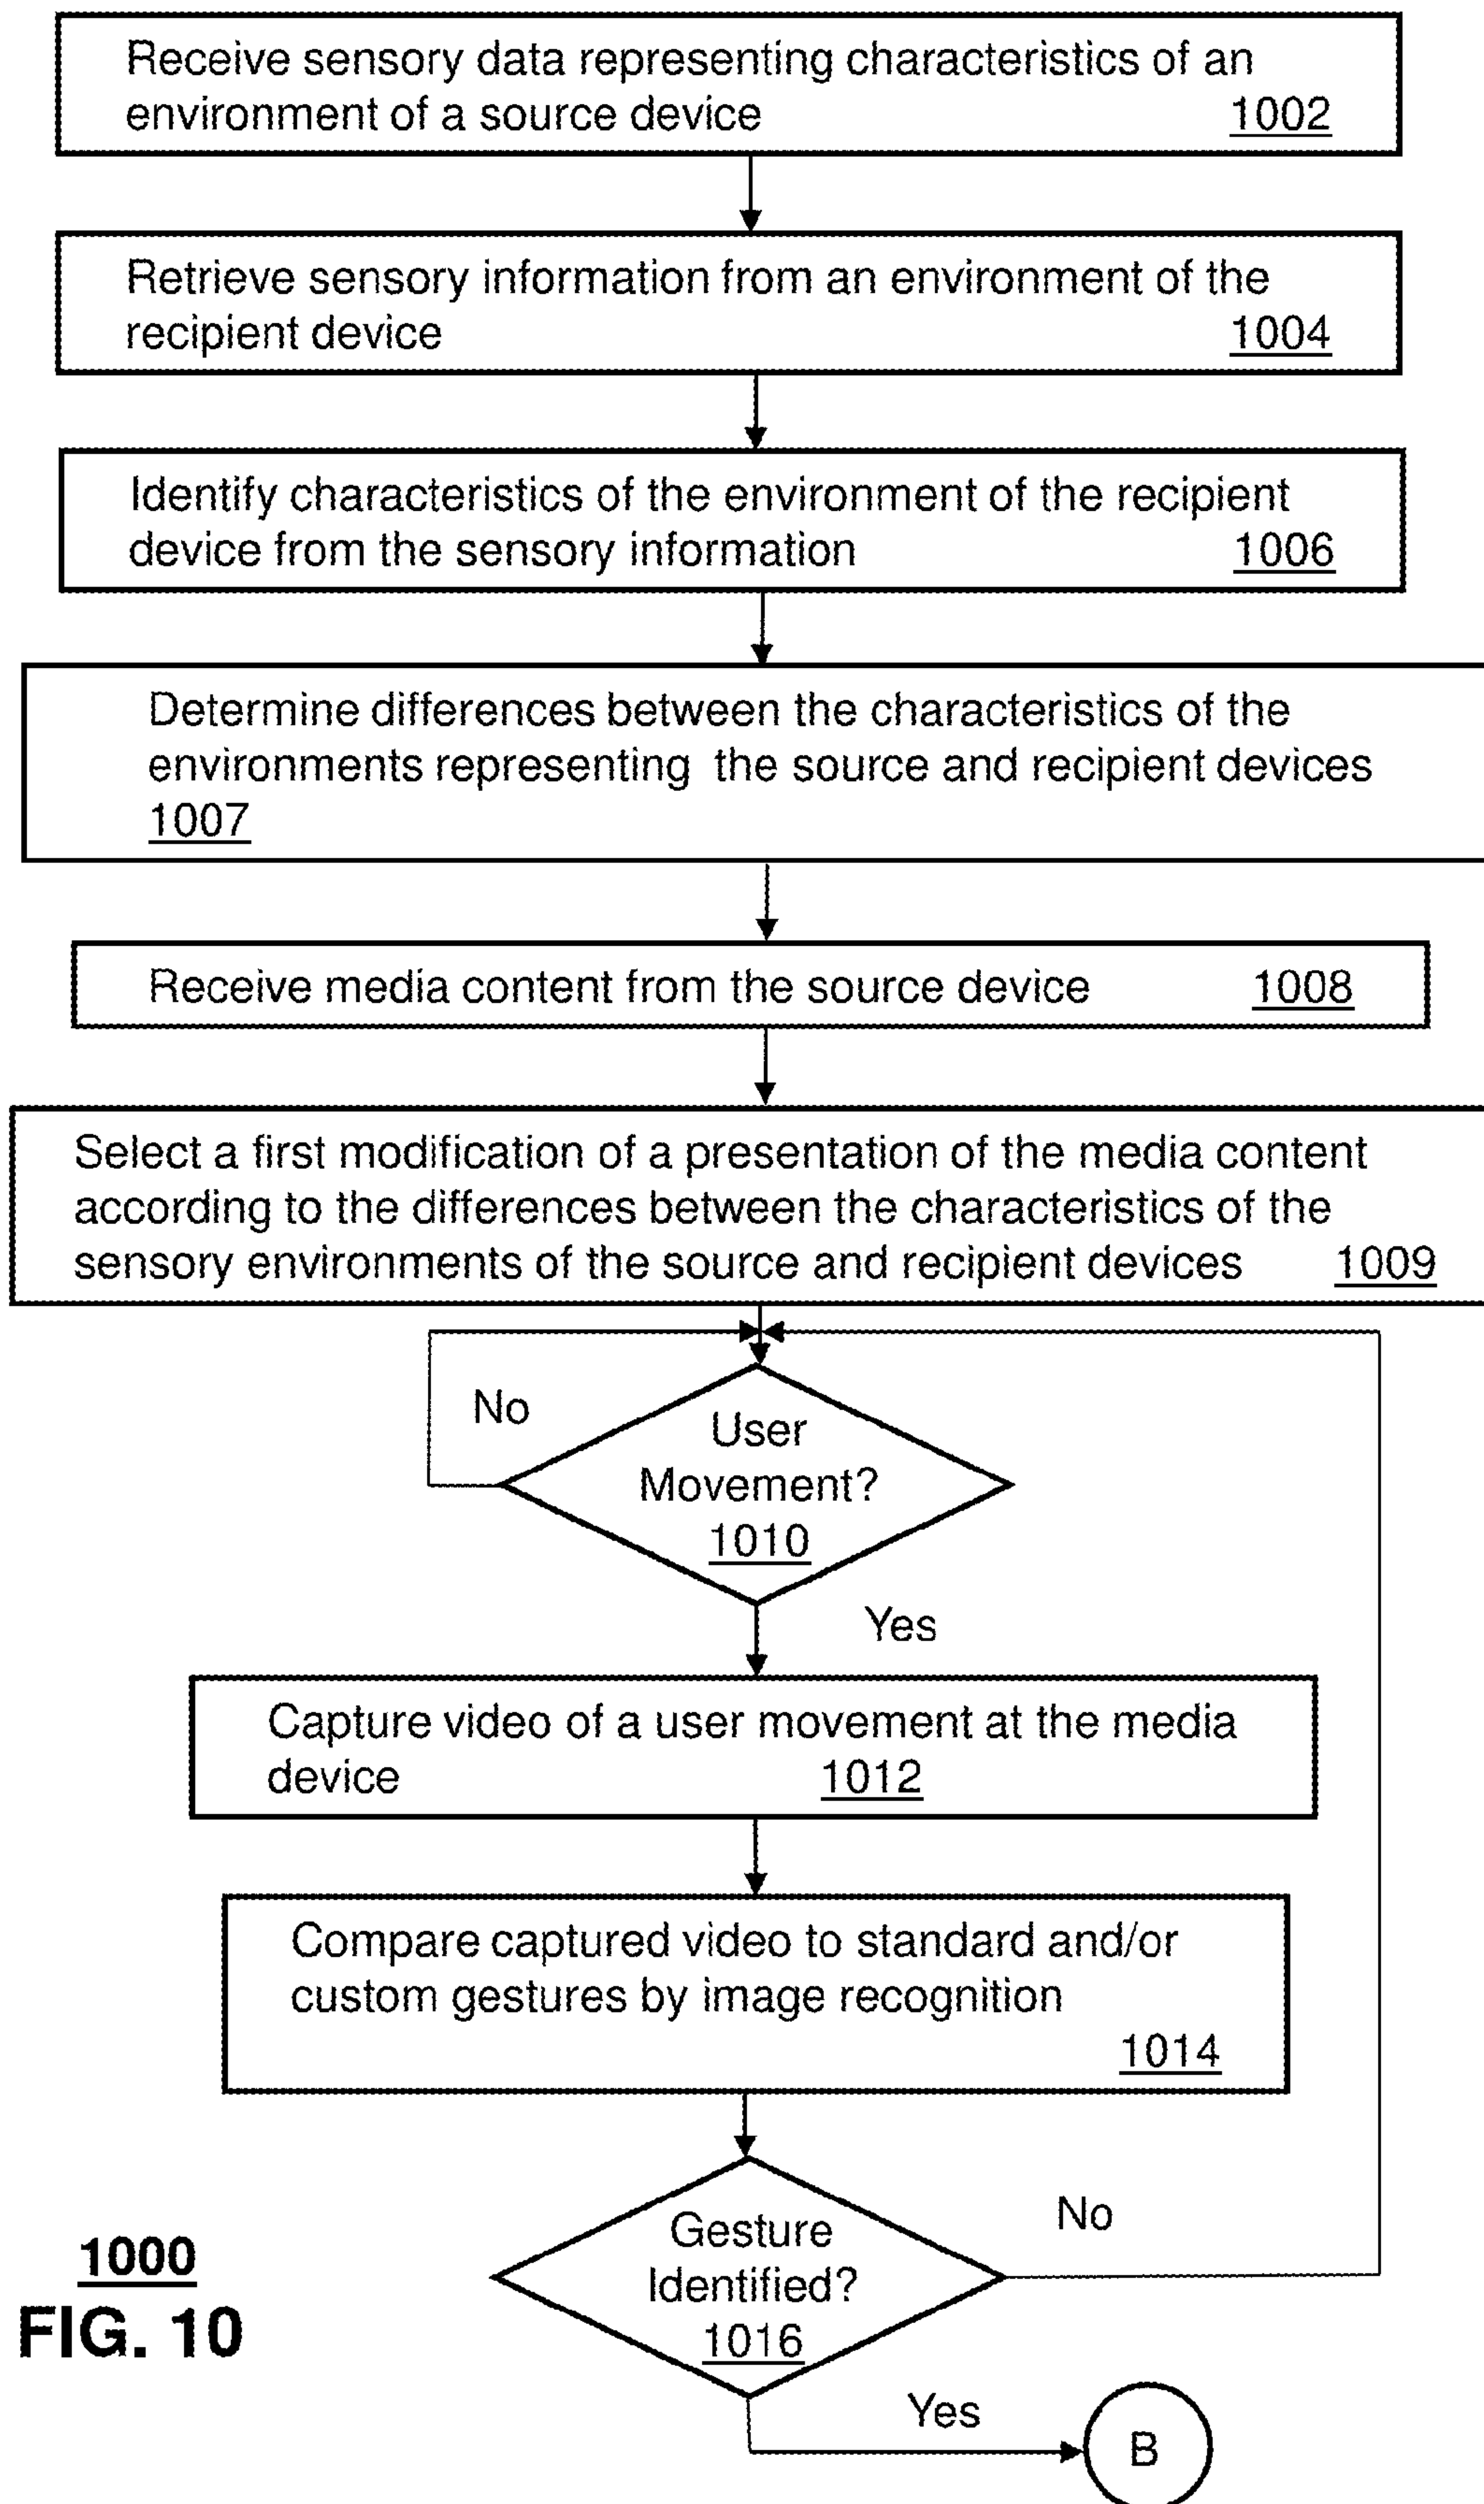 Receive sensory data representing characteristics of an
environment of a source device 1002
Retrieve sensory information from an environment of the
recipient device 1004
Identify characteristics of the environment of the recipient
device from the sensory information 1006
Determine differences between the characteristics of the
environments representing the source and recipient devices
1007
Receive media content from the source device 1008
Select a first modification of a presentation of the media content
according to the differences between the characteristics of the
sensory environments of the source and recipient devices 1009
No
User
Movement?
1010
Yes
Capture video of a user movement at the media
device 1012
Compare captured video to standard and/or
custom gestures by image recognition
1014
Gesture
Identified?
1016
No
Yes
B
1000
FIG. 10